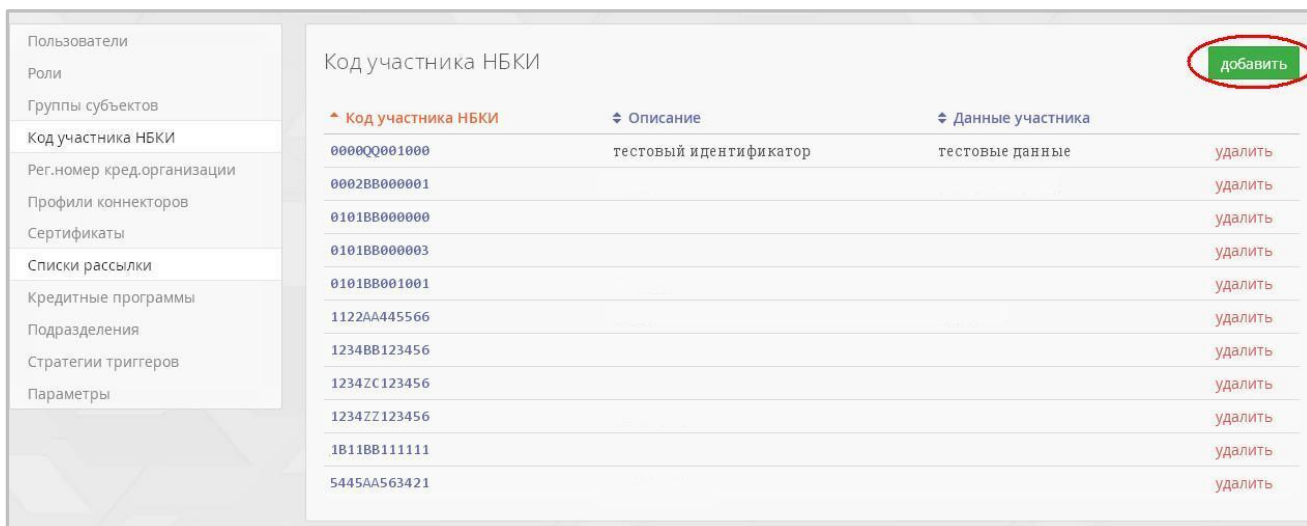 Пользователи
Роли
Группы субъектов
Код участника НБКИ
Рег.номер кред.организации
Профили коннекторов
Сертификаты
Списки рассылки
Кредитные программы
Подразделения
Стратегии триггеров
Параметры
Код участника НБКИ
добавить
Код участника НБКИ Описание Данные участника
0000QQ001000 тестовый идентификатор тестовые данные удалить
0002BB000001 удалить
0101BB000000 удалить
0101BB000003 удалить
0101BB001001 удалить
1122AA445566 удалить
1234BB123456 удалить
1234ZC123456 удалить
1234ZZ123456 удалить
1B11BB111111 удалить
5445AA563421 удалить